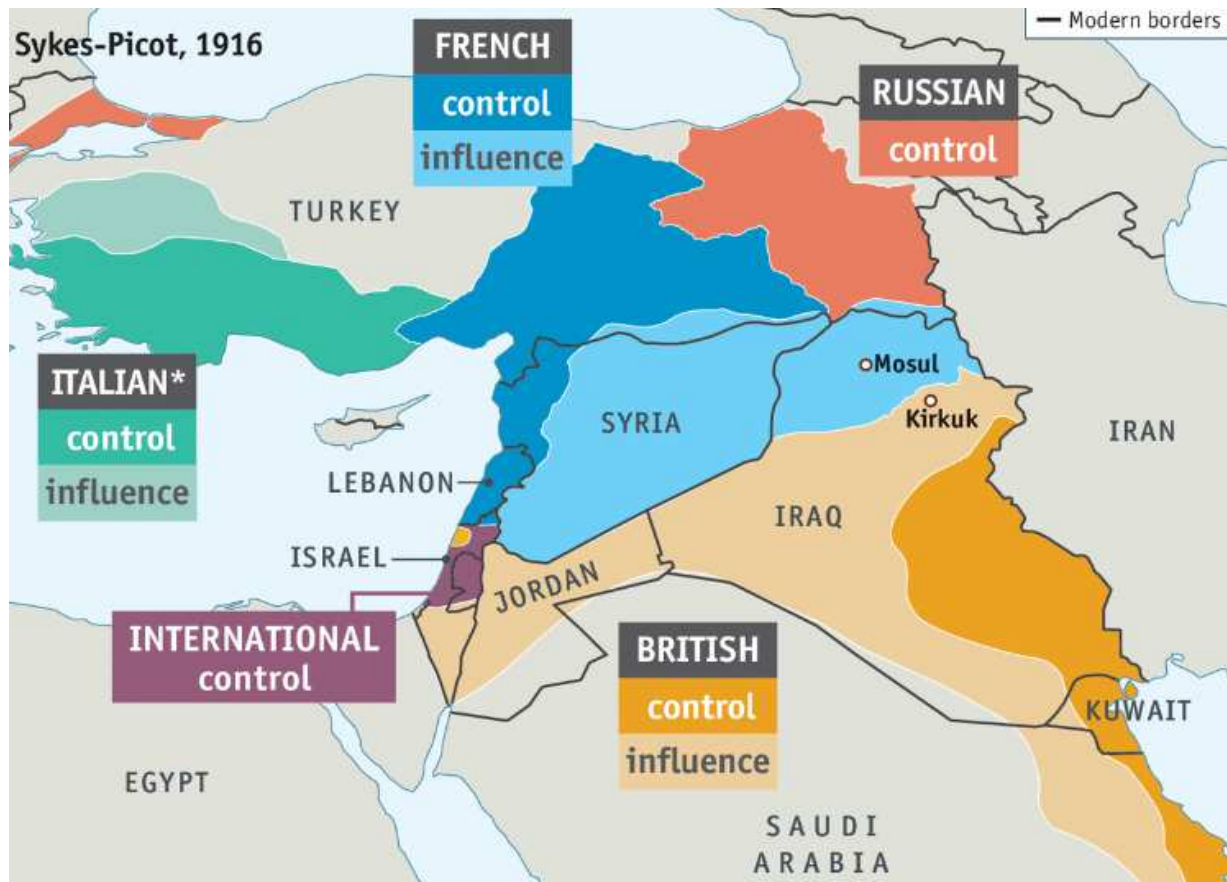 Sykes-Picot, 1916
— Modern borders
FRENCH
control
influence
RUSSIAN
control
TURKEY
ITALIAN*
control
influence
Mosul
Kirkuk
SYRIA
IRAN
LEBANON
IRAQ
ISRAEL
JORDAN
INTERNATIONAL
control
BRITISH
control
influence
KUWAIT
EGYPT
SAUDI
ARABIA